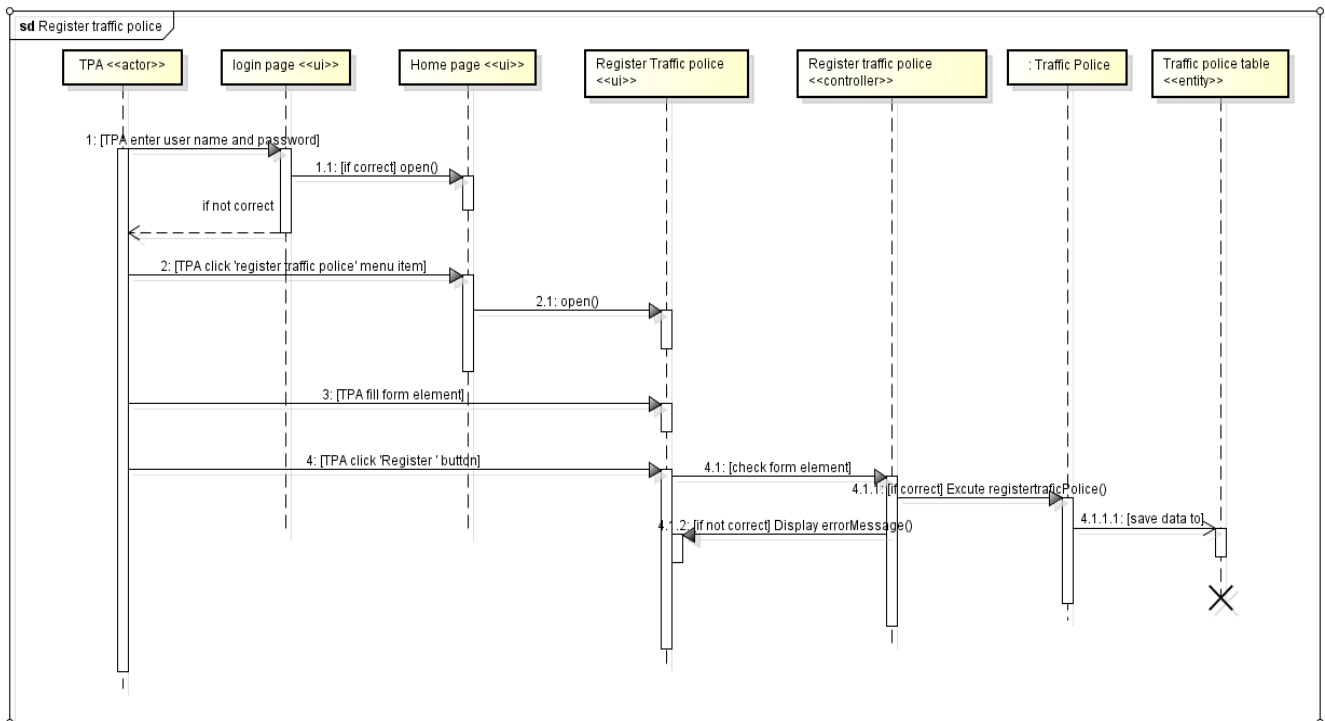 sd Register traffic police
TPA <<actor>>
login page <<ui>>
Home page <<ui>>
Register Traffic police
<<ui>>
Register traffic police
<<controller>>
: Traffic Police
Traffic police table
<<entity>>
1: [TPA enter user name and password]
1.1: [if correct] open()
if not correct
2: [TPA click 'register traffic police' menu item]
2.1: open()
3: [TPA fill form element]
4: [TPA click 'Register ' button]
4.1: [check form element]
4.1.1: [if correct] Excute registertraficPolice()
4.1.2: [if not correct] Display errorMessage()
4.1.1.1: [save data to]